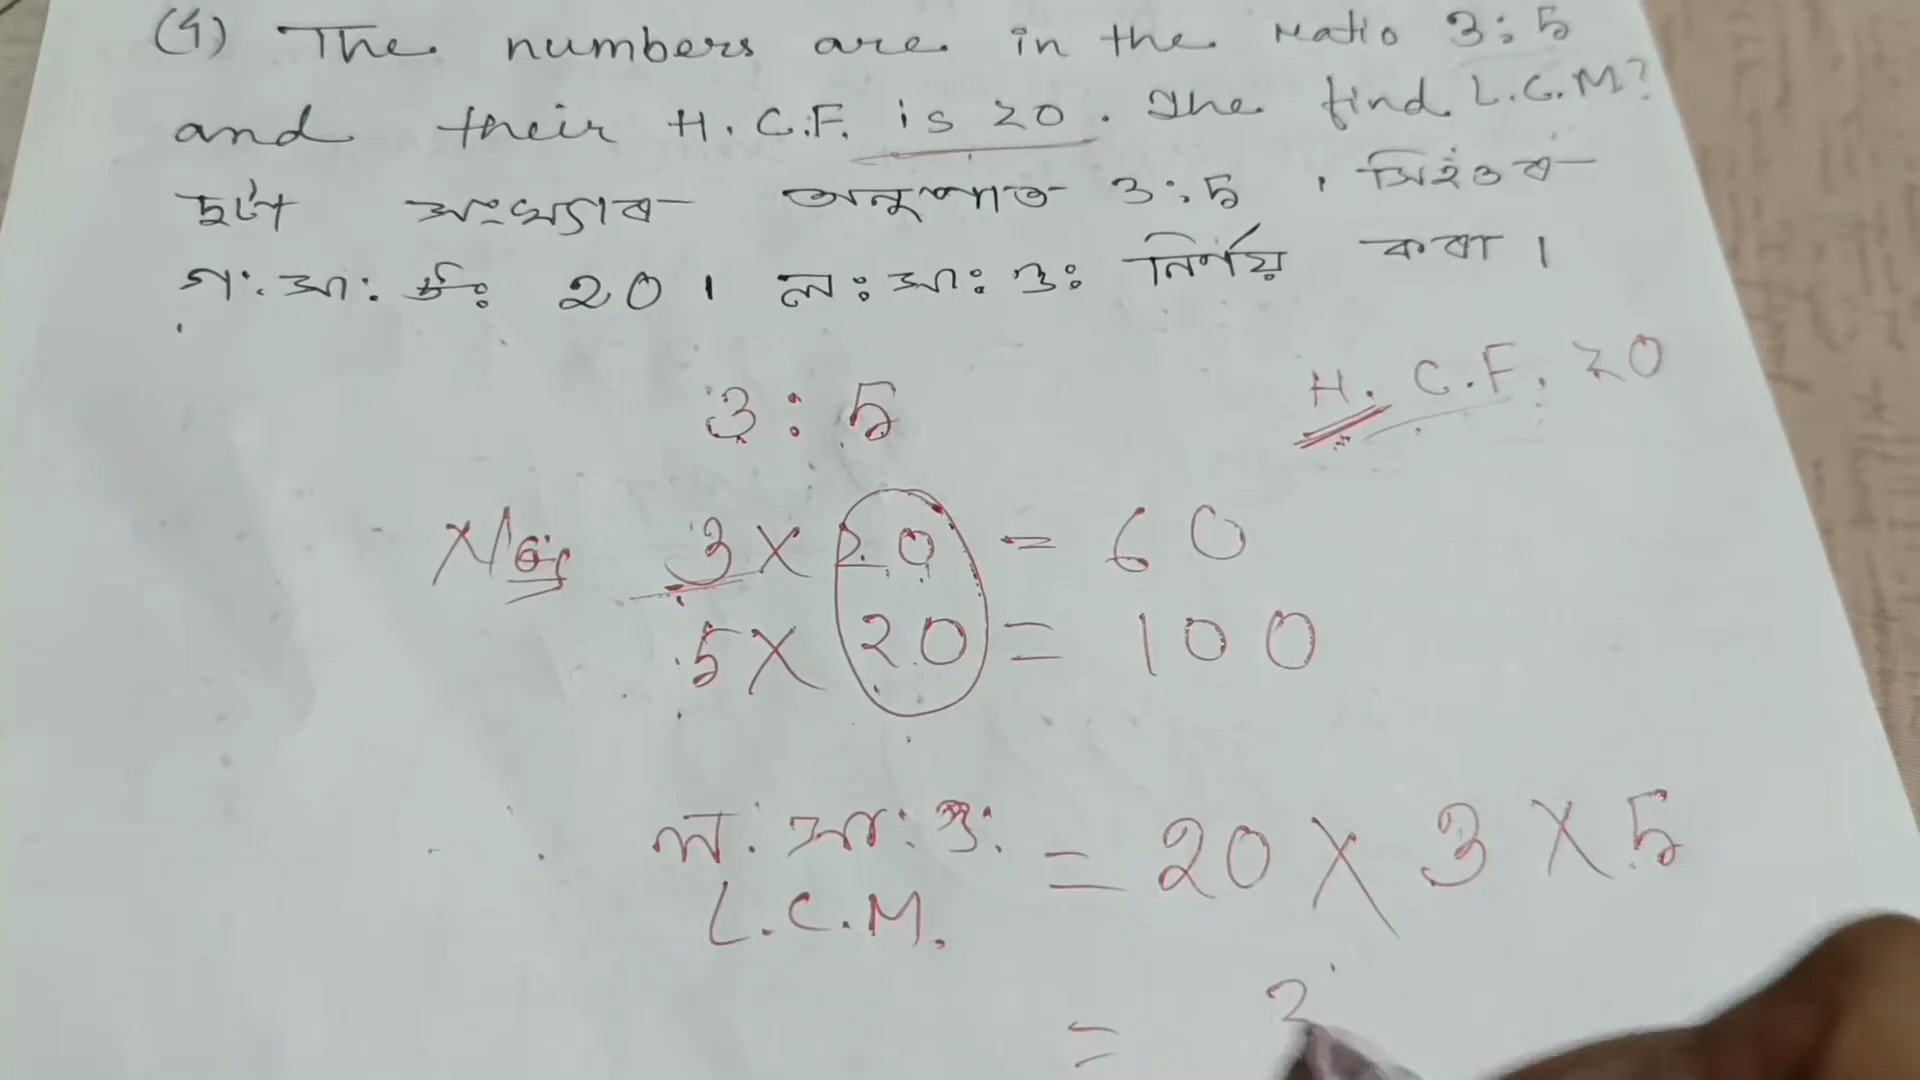 (4) The numbers are in the ratio 3:5
and their H.C.F. is 20. The find L.C.M?
দুটা সংখ্যাৰ অনুপাত 3:5 । সিহঁতৰ
গ: সা: উ: 20। ল: সা: গু: নিৰ্ণয় কৰা।
3 : 5
H. C.F. 20
3 X 20 = 60
5 X 20 = 100
ল: সা: গু:
L.C.M. = 20 X 3 X 5
= 3